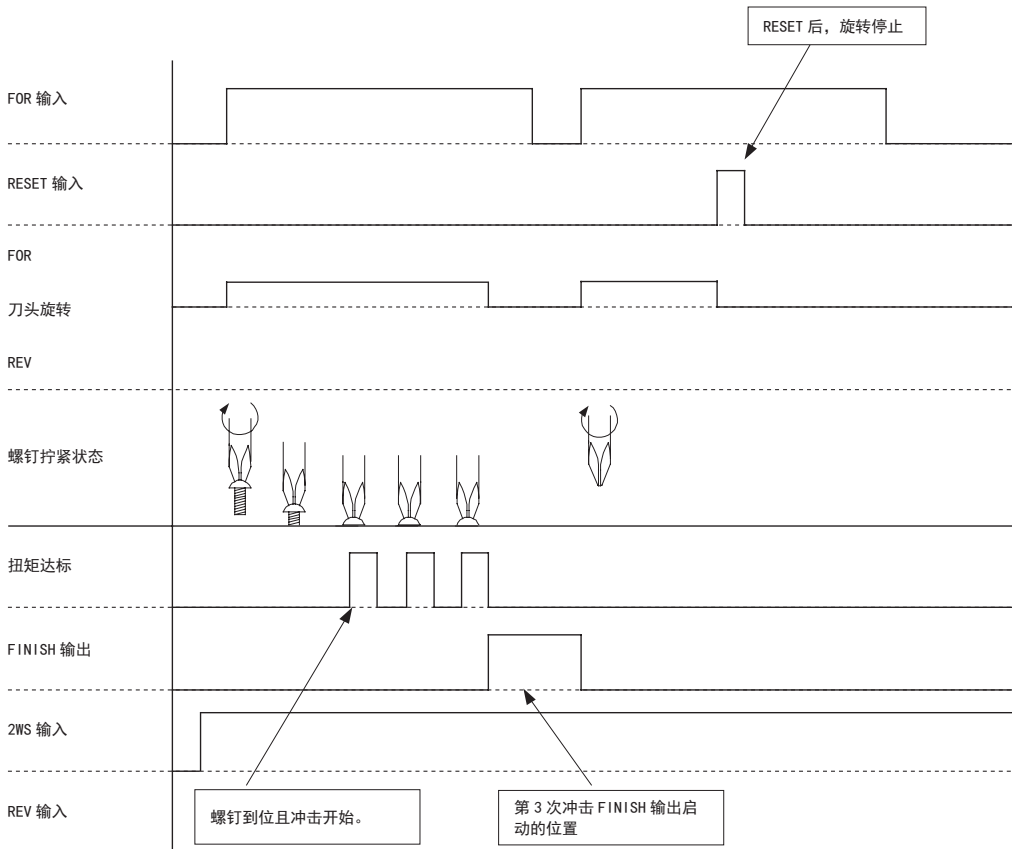 RESET 后，旋转停止
FOR 输入
RESET 输入
FOR
刀头旋转
REV
螺钉拧紧状态
扭矩达标
FINISH 输出
2WS 输入
REV 输入
螺钉到位且冲击开始。
第 3 次冲击 FINISH 输出启
动的位置